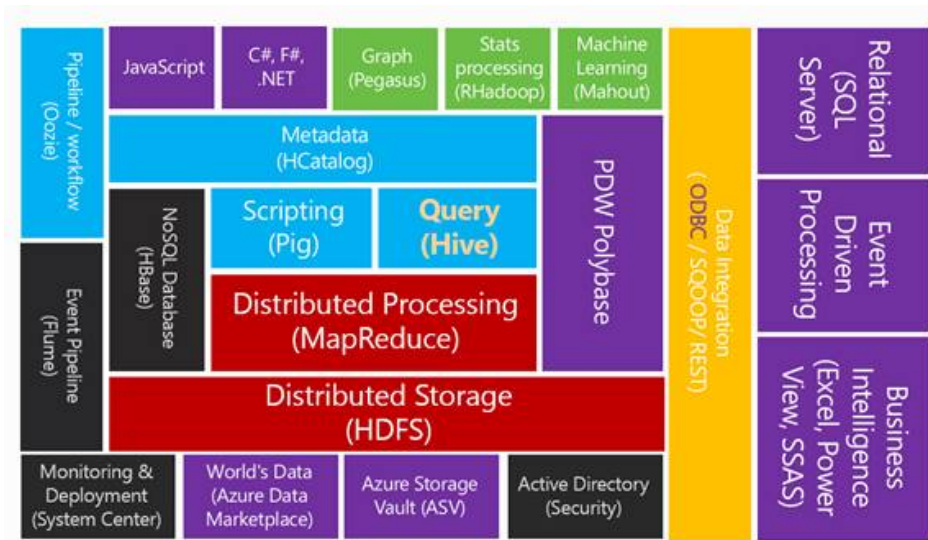 Pipeline / workflow
(Oozie)
JavaScript
C#, F#,
.NET
Graph
(Pegasus)
Stats
processing
(RHadoop)
Machine
Learning
(Mahout)
Metadata
(HCatalog)
NoSQL Database
(HBase)
Scripting
(Pig)
Query
(Hive)
PDW Polybase
Distributed Processing
(MapReduce)
Event Pipeline
(Flume)
Distributed Storage
(HDFS)
Monitoring &
Deployment
(System Center)
World's Data
(Azure Data
Marketplace)
Azure Storage
Vault (ASV)
Active Directory
(Security)
Data Integration
( ODBC / SQOOP/ REST)
Relational
(SQL
Server)
Event
Driven
Processing
Business
Intelligence
(Excel, Power
View, SSAS)